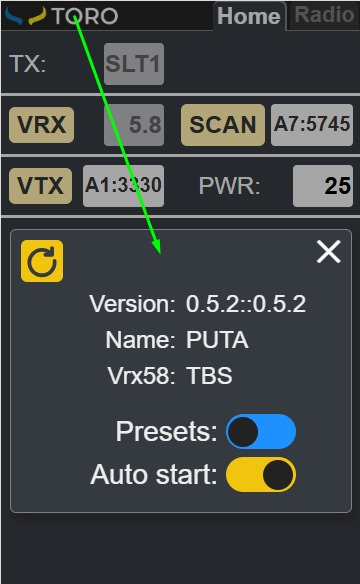 TORO Home Radio
TX: SLT1
VRX 5.8 SCAN A7:5745
VTX A1:3330 PWR: 25
Version: 0.5.2::0.5.2
Name: PUTA
Vrx58: TBS
Presets:
Auto start: